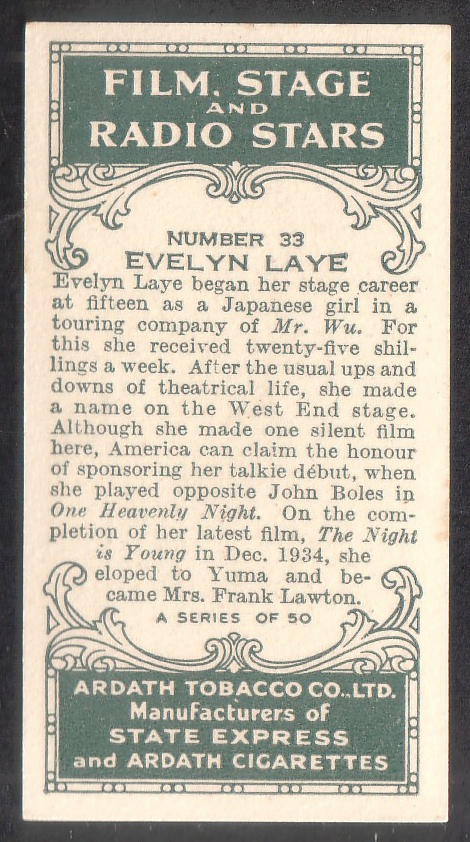 FILM, STAGE
AND
RADIO STARS
NUMBER 33
EVELYN LAYE
Evelyn Laye began her stage career
at fifteen as a Japanese girl in a
touring company of Mr. Wu. For
this she received twenty-five shil-
lings a week. After the usual ups and
downs of theatrical life, she made
a name on the West End stage.
Although she made one silent film
here, America can claim the honour
of sponsoring her talkie début, when
she played opposite John Boles in
One Heavenly Night. On the com-
pletion of her latest film, The Night
is Young in Dec. 1934, she
eloped to Yuma and be-
came Mrs. Frank Lawton.
A SERIES OF 50
ARDATH TOBACCO CO., LTD.
Manufacturers of
STATE EXPRESS
and ARDATH CIGARETTES